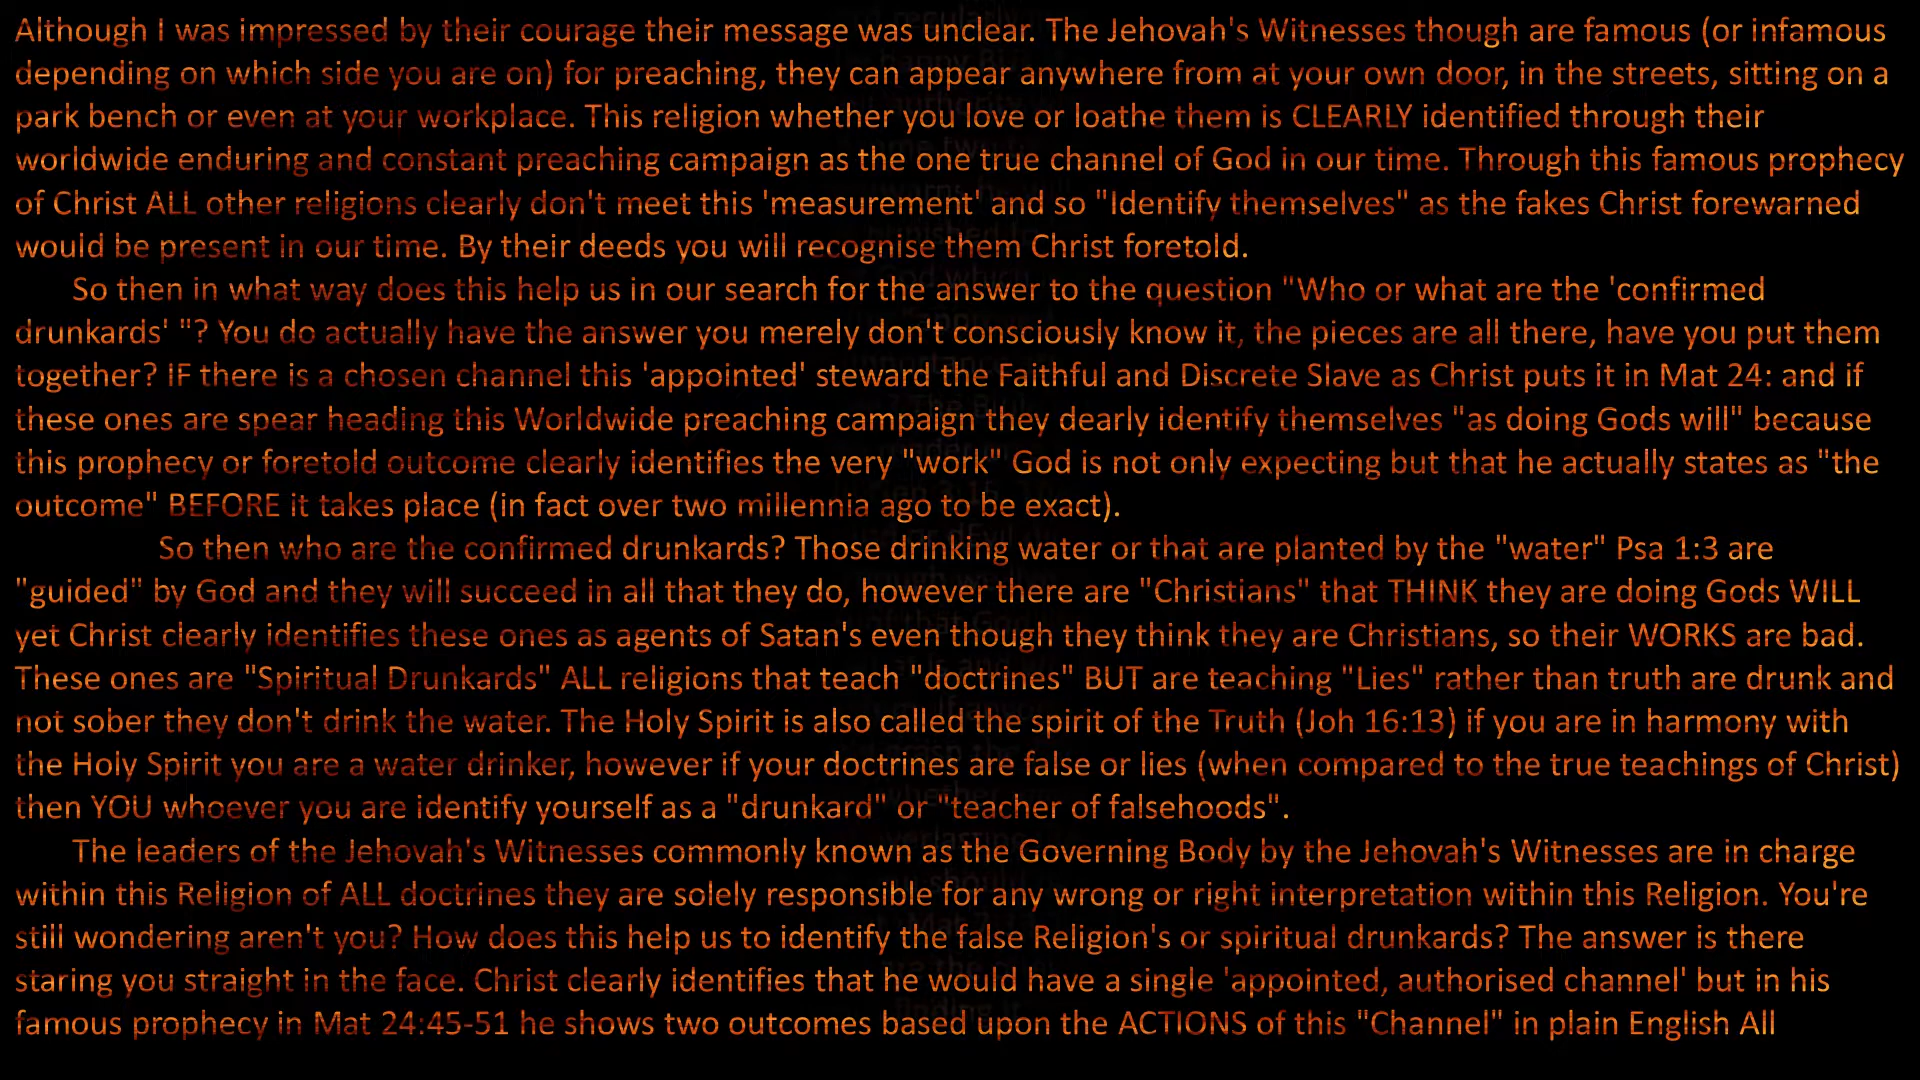 Although I was impressed by their courage their message was unclear. The Jehovah's Witnesses though are famous (or infamous
depending on which side you are on) for preaching, they can appear anywhere from at your own door, in the streets, sitting on a
park bench or even at your workplace. This religion whether you love or loathe them is CLEARLY identified through their
worldwide enduring and constant preaching campaign as the one true channel of God in our time. Through this famous prophecy
of Christ ALL other religions clearly don't meet this 'measurement' and so "Identify themselves" as the fakes Christ forewarned
would be present in our time. By their deeds you will recognise them Christ foretold.
So then in what way does this help us in our search for the answer to the question "Who or what are the 'confirmed
drunkards' "? You do actually have the answer you merely don't consciously know it, the pieces are all there, have you put them
together? IF there is a chosen channel this 'appointed' steward the Faithful and Discrete Slave as Christ puts it in Mat 24: and if
these ones are spear heading this Worldwide preaching campaign they dearly identify themselves "as doing Gods will" because
this prophecy or foretold outcome clearly identifies the very "work" God is not only expecting but that he actually states as "the
outcome" BEFORE it takes place (in fact over two millennia ago to be exact).
So then who are the confirmed drunkards? Those drinking water or that are planted by the "water" Psa 1:3 are
"guided" by God and they will succeed in all that they do, however there are "Christians" that THINK they are doing Gods WILL
yet Christ clearly identifies these ones as agents of Satan's even though they think they are Christians, so their WORKS are bad.
These ones are "Spiritual Drunkards" ALL religions that teach "doctrines" BUT are teaching "Lies" rather than truth are drunk and
not sober they don't drink the water. The Holy Spirit is also called the spirit of the Truth (Joh 16:13) if you are in harmony with
the Holy Spirit you are a water drinker, however if your doctrines are false or lies (when compared to the true teachings of Christ)
then YOU whoever you are identify yourself as a "drunkard" or "teacher of falsehoods".
The leaders of the Jehovah's Witnesses commonly known as the Governing Body by the Jehovah's Witnesses are in charge
within this Religion of ALL doctrines they are solely responsible for any wrong or right interpretation within this Religion. You're
still wondering aren't you? How does this help us to identify the false Religion's or spiritual drunkards? The answer is there
staring you straight in the face. Christ clearly identifies that he would have a single 'appointed, authorised channel' but in his
famous prophecy in Mat 24:45-51 he shows two outcomes based upon the ACTIONS of this "Channel" in plain English All